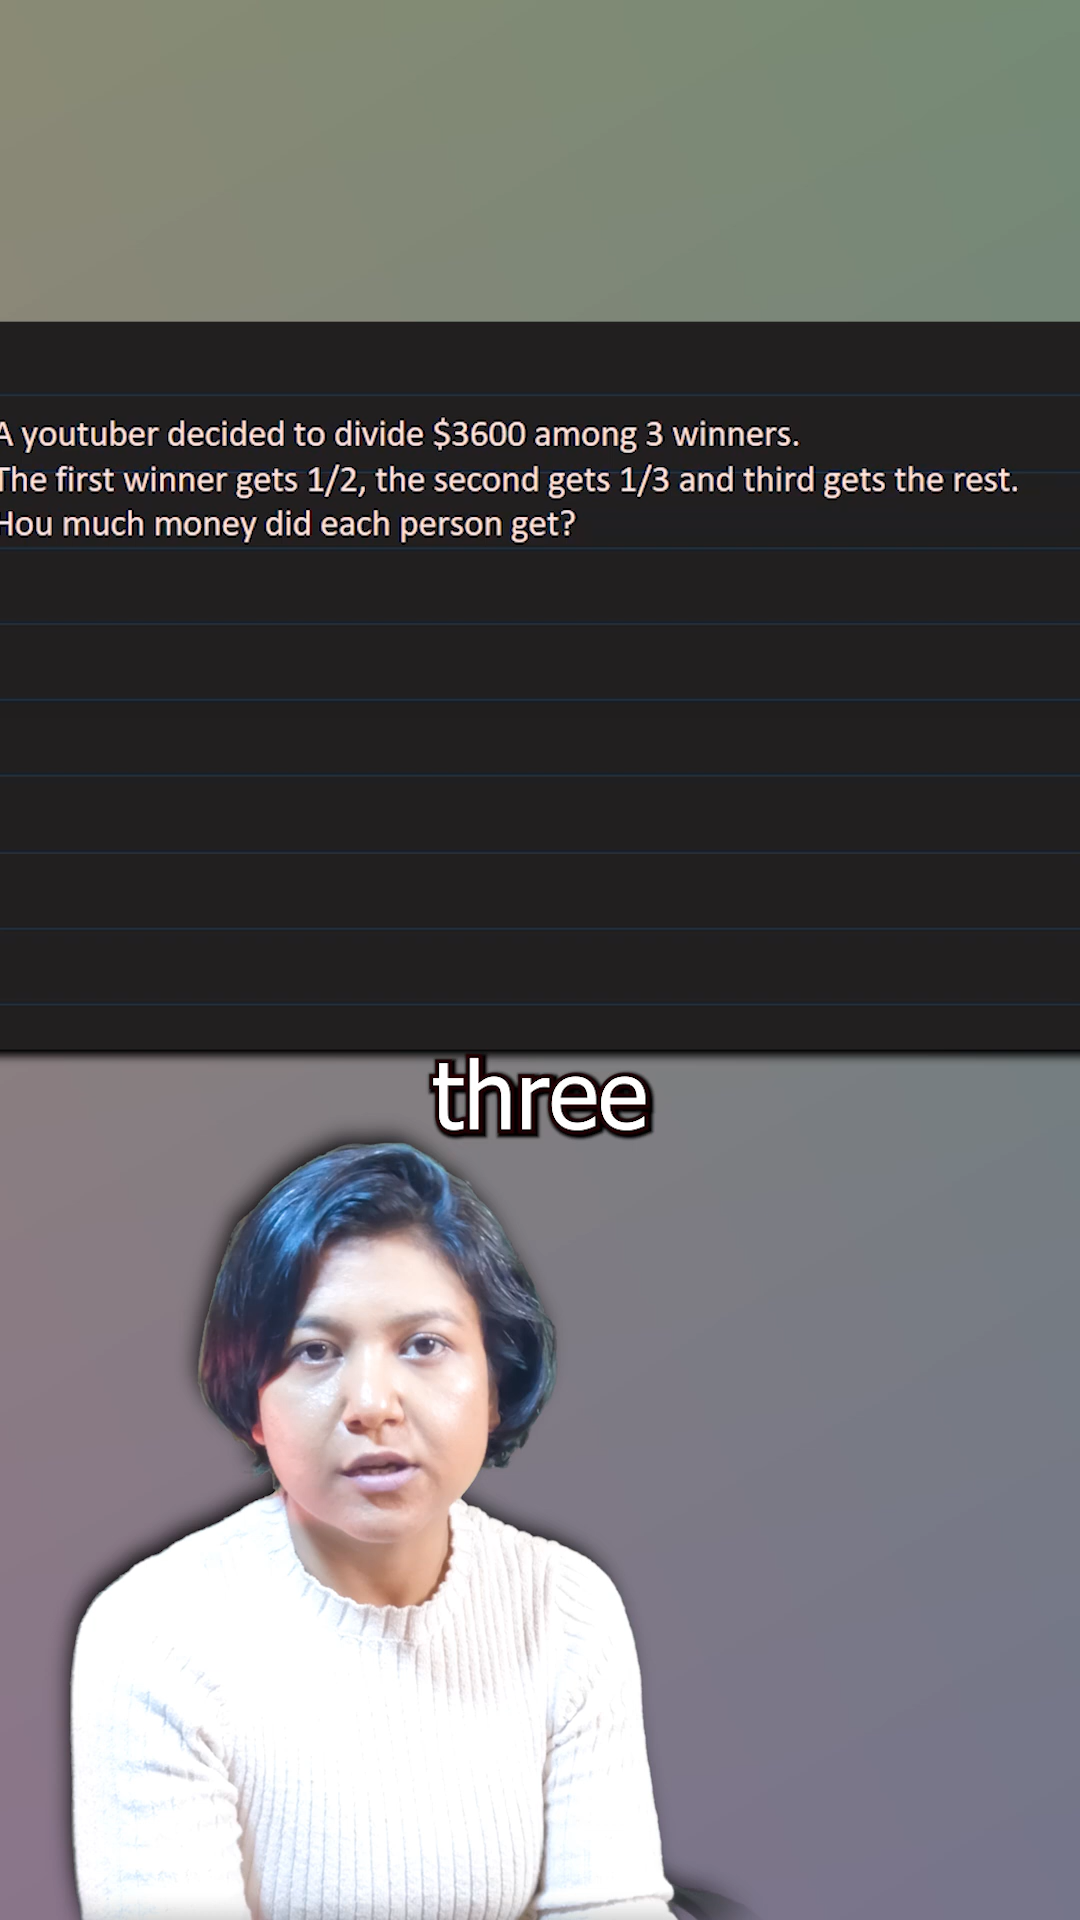 A youtuber decided to divide $3600 among 3 winners.
The first winner gets 1/2, the second gets 1/3 and third gets the rest.
Hou much money did each person get?
three